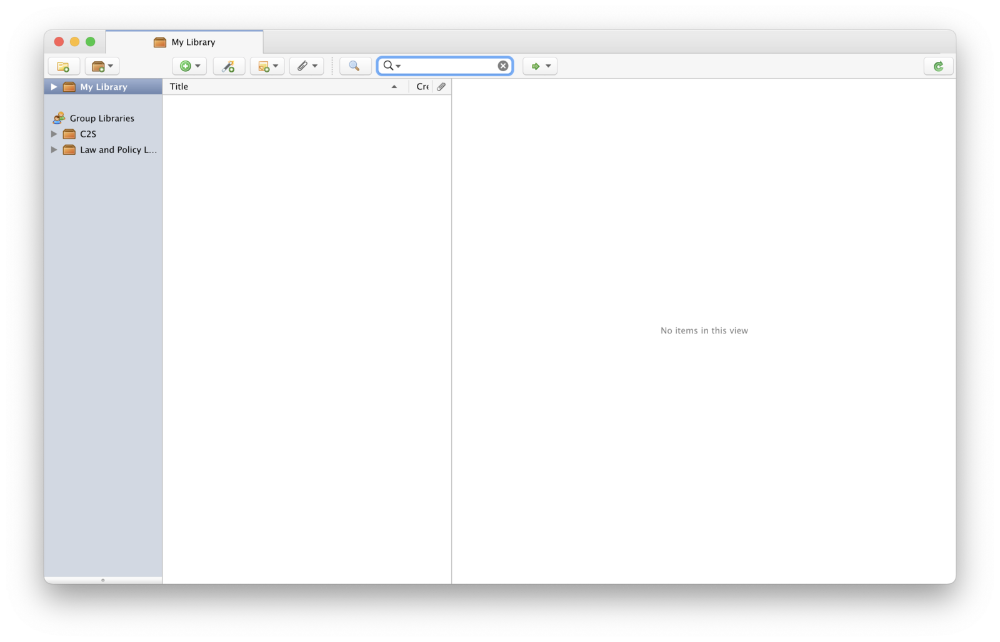 My Library
My Library
Title
Cre
Group Libraries
C2S
Law and Policy L...
No items in this view